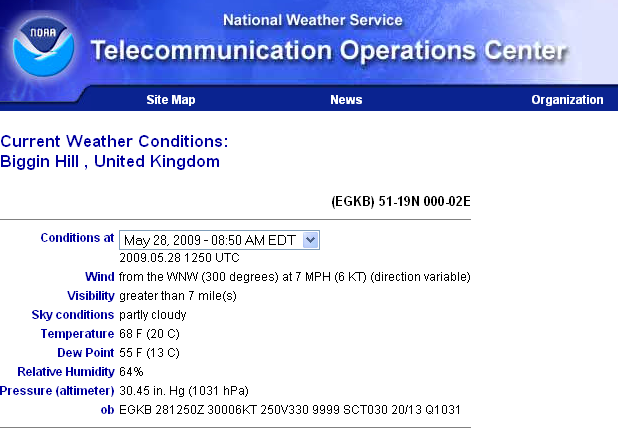 NOAA
National Weather Service
Telecommunication Operations Center
Site Map News Organization
Current Weather Conditions:
Biggin Hill , United Kingdom
(EGKB) 51-19N 000-02E
Conditions at May 28, 2009 - 08:50 AM EDT
2009.05.28 1250 UTC
Wind from the WNW (300 degrees) at 7 MPH (6 KT) (direction variable)
Visibility greater than 7 mile(s)
Sky conditions partly cloudy
Temperature 68 F (20 C)
Dew Point 55 F (13 C)
Relative Humidity 64%
Pressure (altimeter) 30.45 in. Hg (1031 hPa)
ob EGKB 281250Z 30006KT 250V330 9999 SCT030 20/13 Q1031